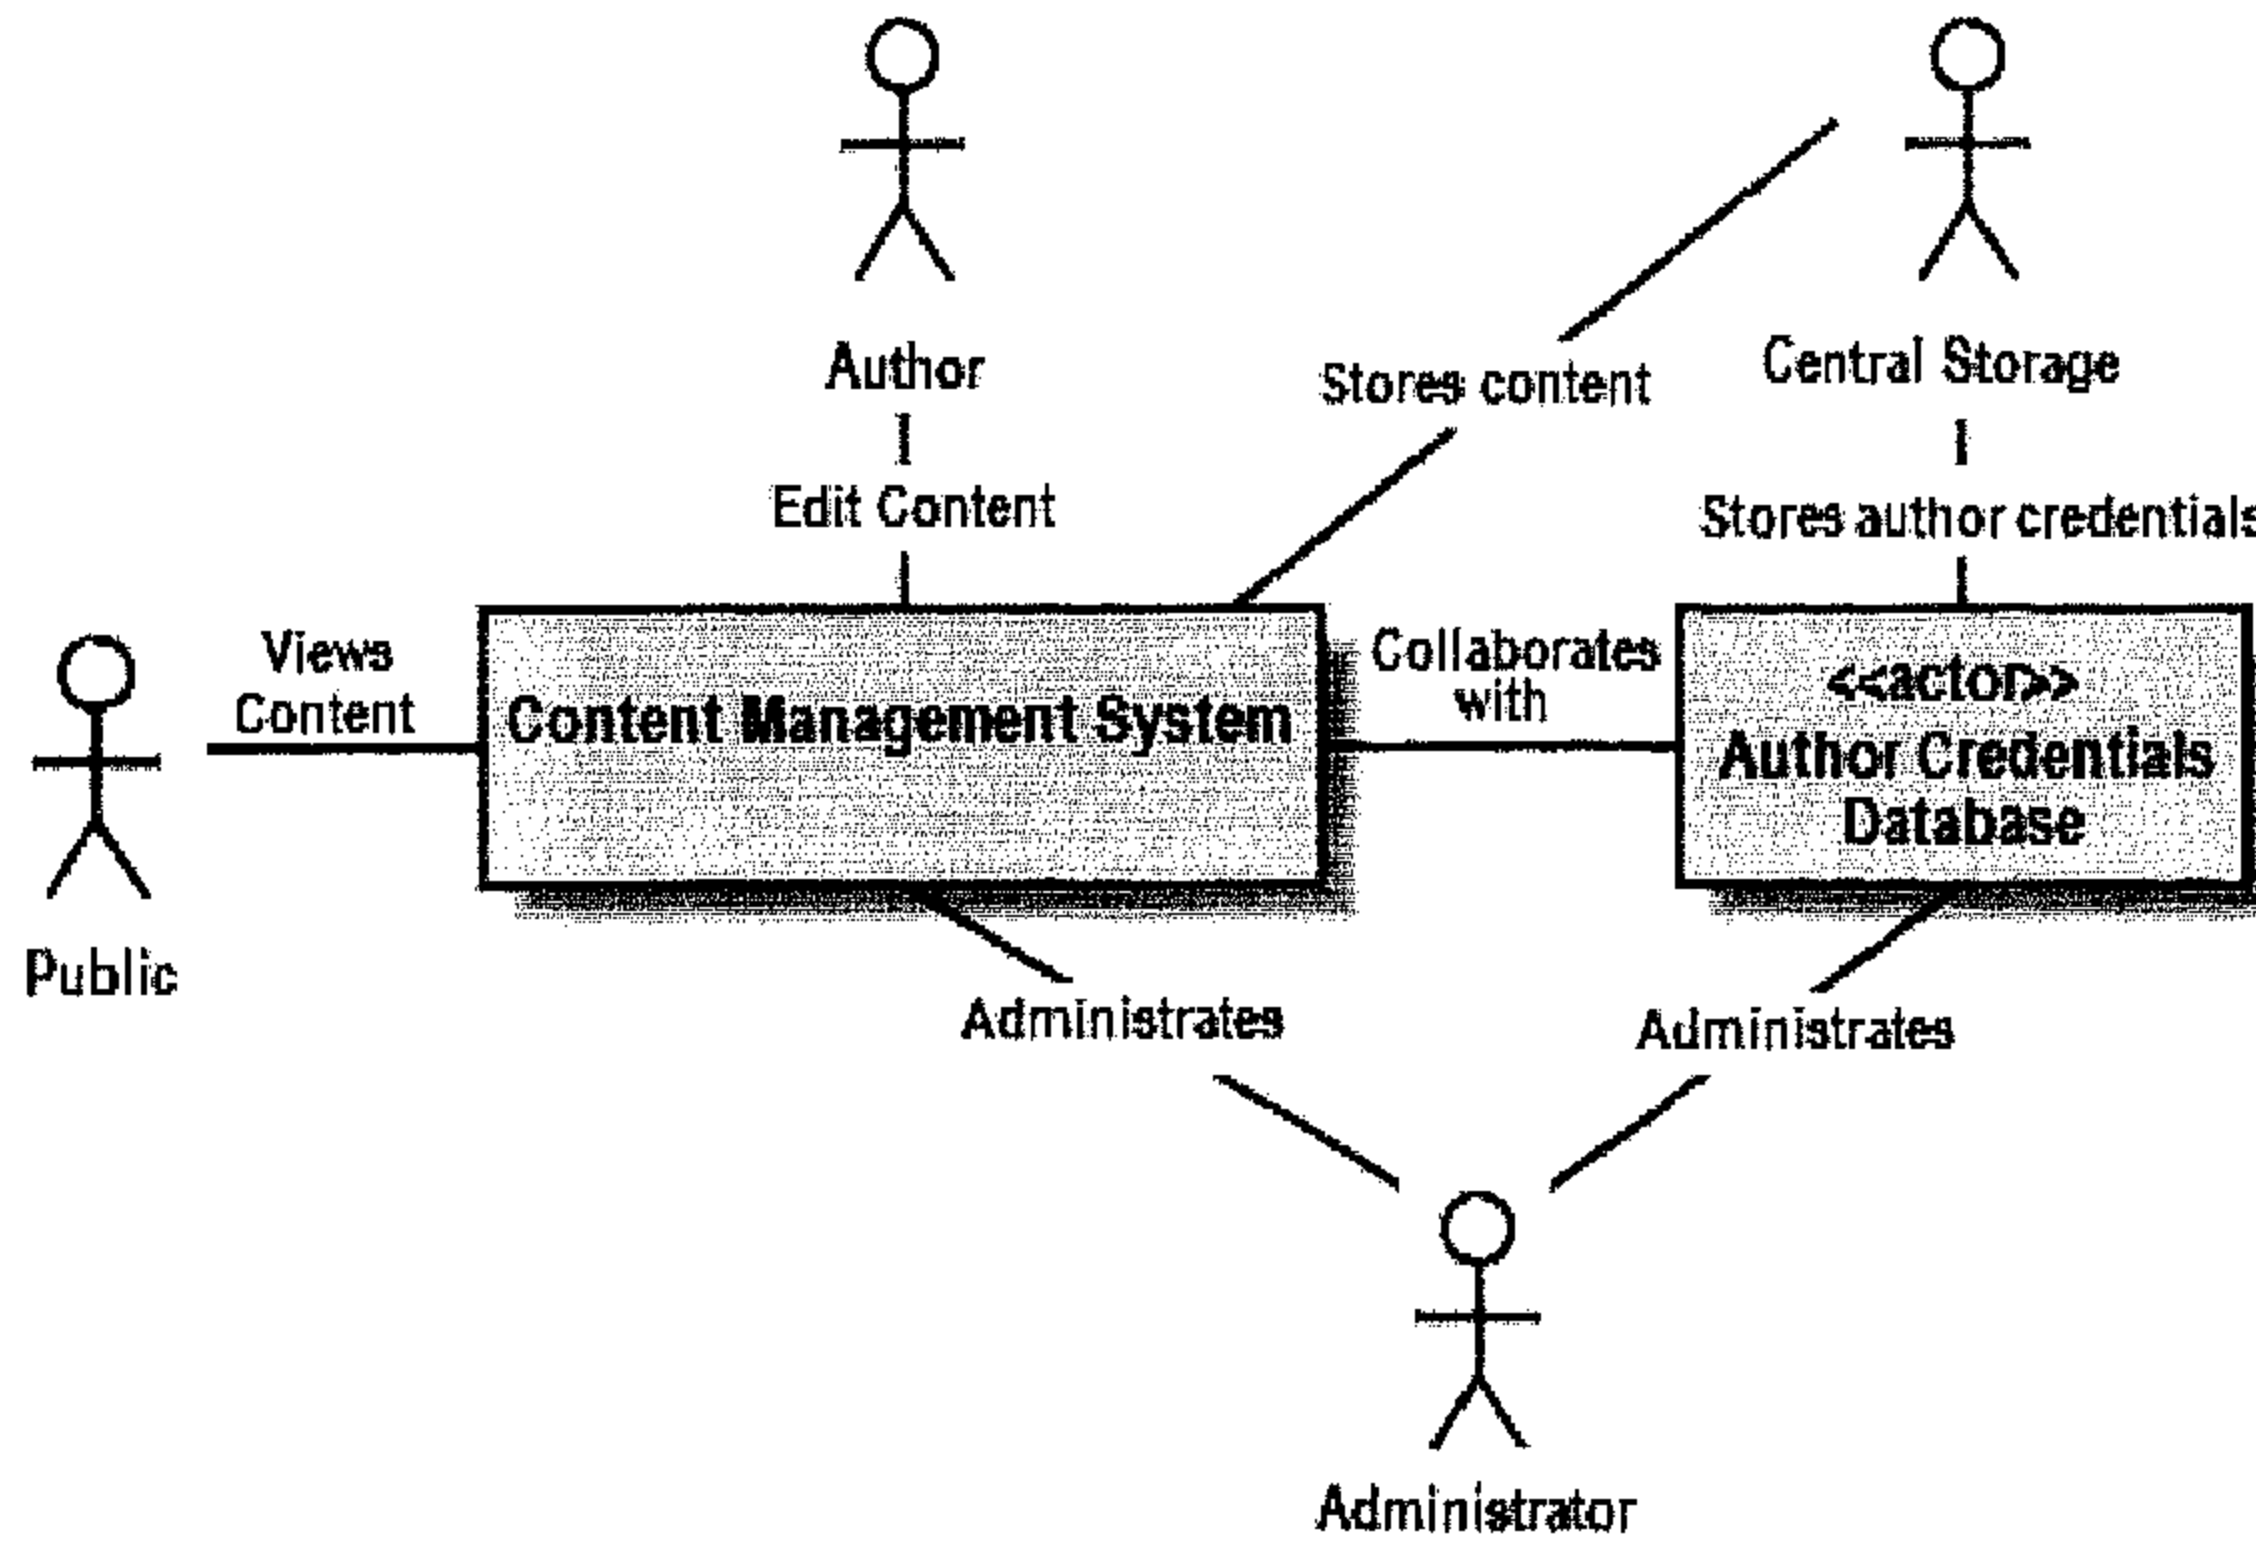 Author
Central Storage
Stores content
Edit Content
Stores author credentials
Views
Content
Content Management System
Collaborates
with
<<actor>>
Author Credentials
Database
Public
Administrates
Administrates
Administrator